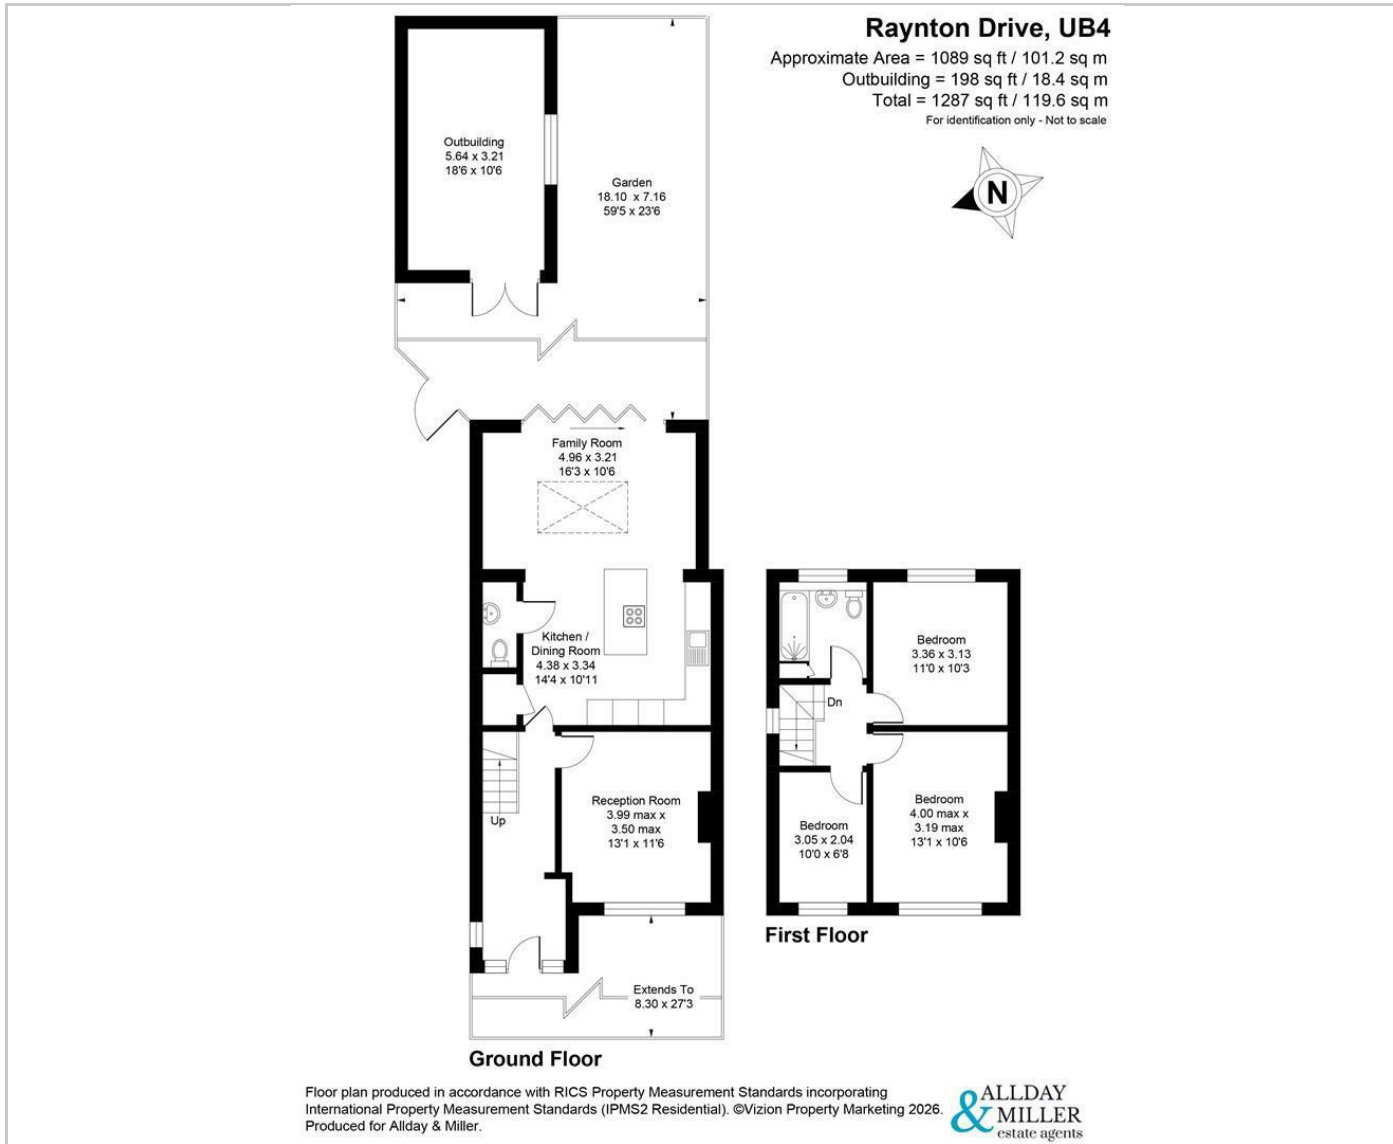 Raynton Drive, UB4
Approximate Area = 1089 sq ft / 101.2 sq m
Outbuilding = 198 sq ft / 18.4 sq m
Total = 1287 sq ft / 119.6 sq m
For identification only - Not to scale
N
Outbuilding
5.64 x 3.21
18'6 x 10'6
Garden
18.10 x 7.16
59'5 x 23'6
Family Room
4.96 x 3.21
16'3 x 10'6
Kitchen /
Dining Room
4.38 x 3.34
14'4 x 10'11
Up
Reception Room
3.99 max x
3.50 max
13'1 x 11'6
Extends To
8.30 x 27'3
Ground Floor
Bedroom
3.36 x 3.13
11'0 x 10'3
Dn
Bedroom
4.00 max x
3.19 max
13'1 x 10'6
Bedroom
3.05 x 2.04
10'0 x 6'8
First Floor
Floor plan produced in accordance with RICS Property Measurement Standards incorporating
International Property Measurement Standards (IPMS2 Residential). ©Vizion Property Marketing 2026.
Produced for Allday & Miller.
ALLDAY
& MILLER
estate agents